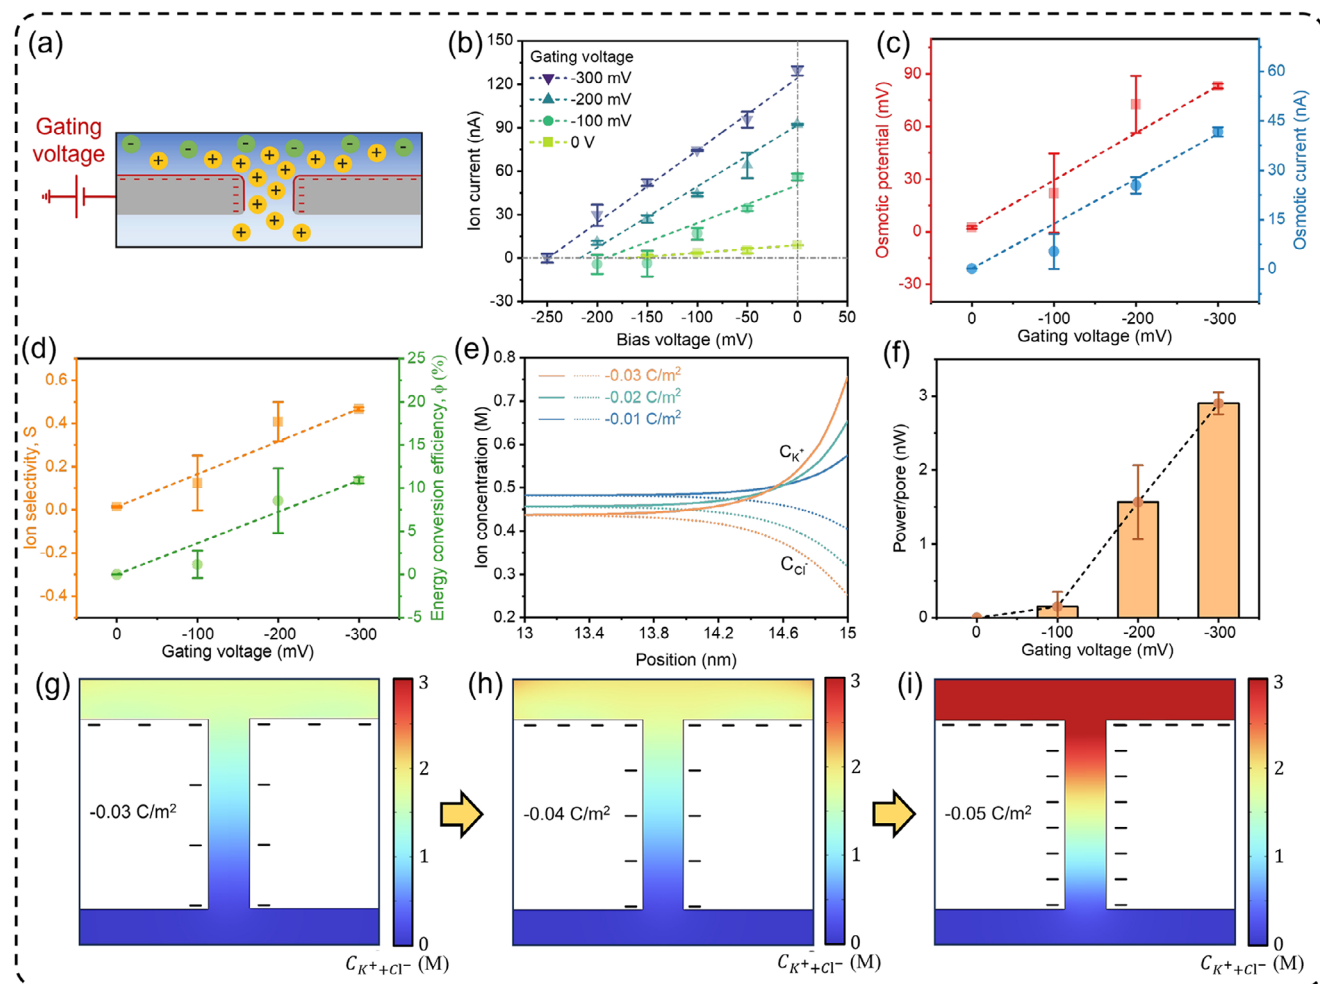 (a)
Gating
voltage
(b)
Gating voltage
-300 mV
-200 mV
-100 mV
0 V
Ion current (nA)
150
120
90
60
30
0
-30
-250 -200 -150 -100 -50 0 50
Bias voltage (mV)
(c)
Osmotic potential (mV)
90
60
30
0
-30
Osmotic current (nA)
60
45
30
15
0
0 -100 -200 -300
Gating voltage (mV)
(d)
Ion selectivity, S
0.6
0.4
0.2
0.0
-0.2
-0.4
Energy conversion efficiency, ϕ (%)
25
20
15
10
5
0
-5
0 -100 -200 -300
Gating voltage (mV)
(e)
-0.03 C/m²
-0.02 C/m²
-0.01 C/m²
Ion concentration (M)
0.8
0.7
0.6
0.5
0.4
0.3
0.2
C_K⁺
C_Cl⁻
13 13.4 13.8 14.2 14.6 15
Position (nm)
(f)
Power/pore (nW)
3
2
1
0
0 -100 -200 -300
Gating voltage (mV)
(g)
-0.03 C/m²
3
2
1
0
C_K⁺+Cl⁻ (M)
(h)
-0.04 C/m²
3
2
1
0
C_K⁺+Cl⁻ (M)
(i)
-0.05 C/m²
3
2
1
0
C_K⁺+Cl⁻ (M)